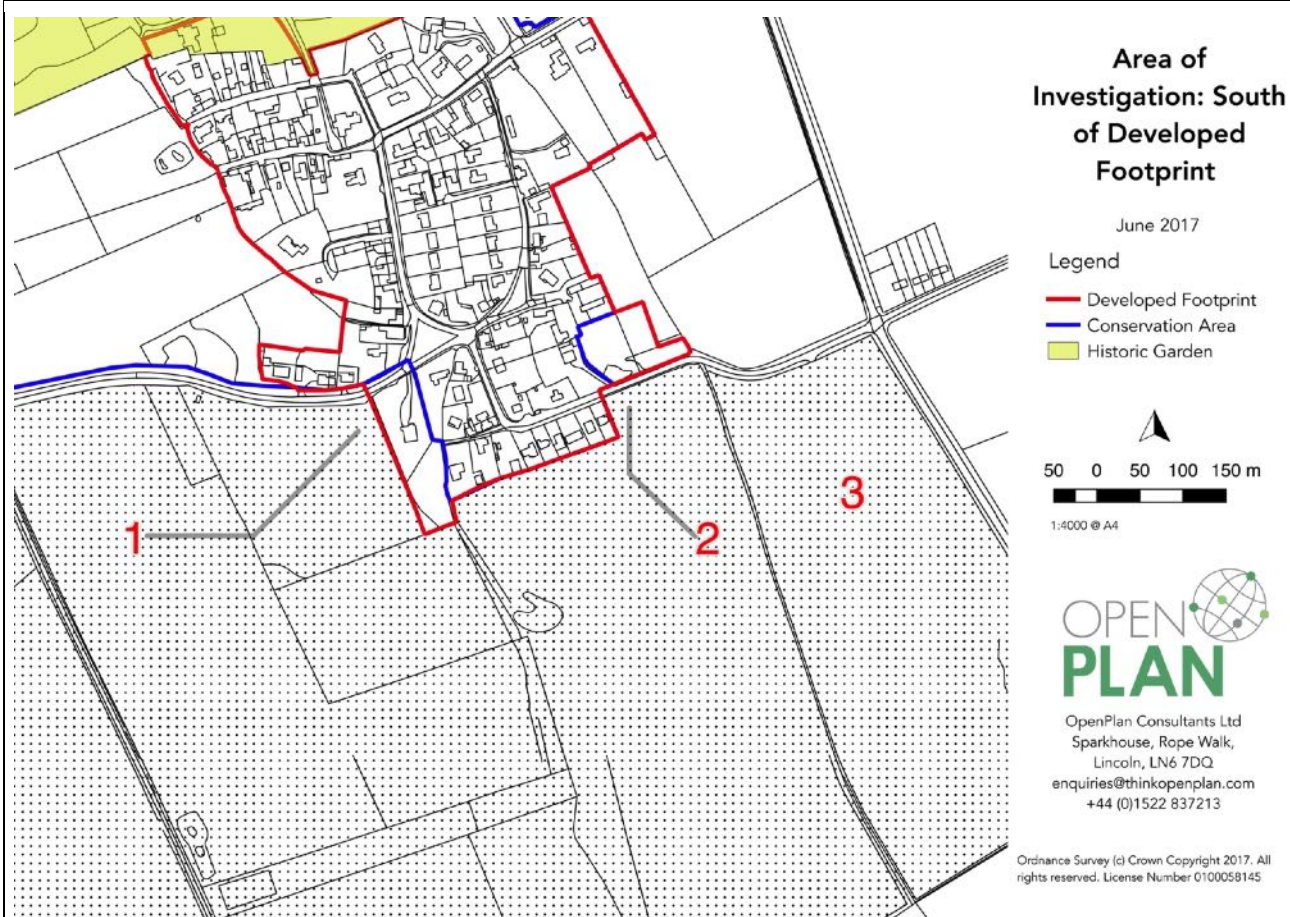 Area of
Investigation: South
of Developed
Footprint
June 2017
Legend
Developed Footprint
Conservation Area
Historic Garden
50 0 50 100 150 m
1:4000 @ A4
OPEN
PLAN
OpenPlan Consultants Ltd
Sparkhouse, Rope Walk,
Lincoln, LN6 7DQ
enquiries@thinkopenplan.com
+44 (0)1522 837213
Ordnance Survey (c) Crown Copyright 2017. All
rights reserved. License Number 0100058145
1
2
3